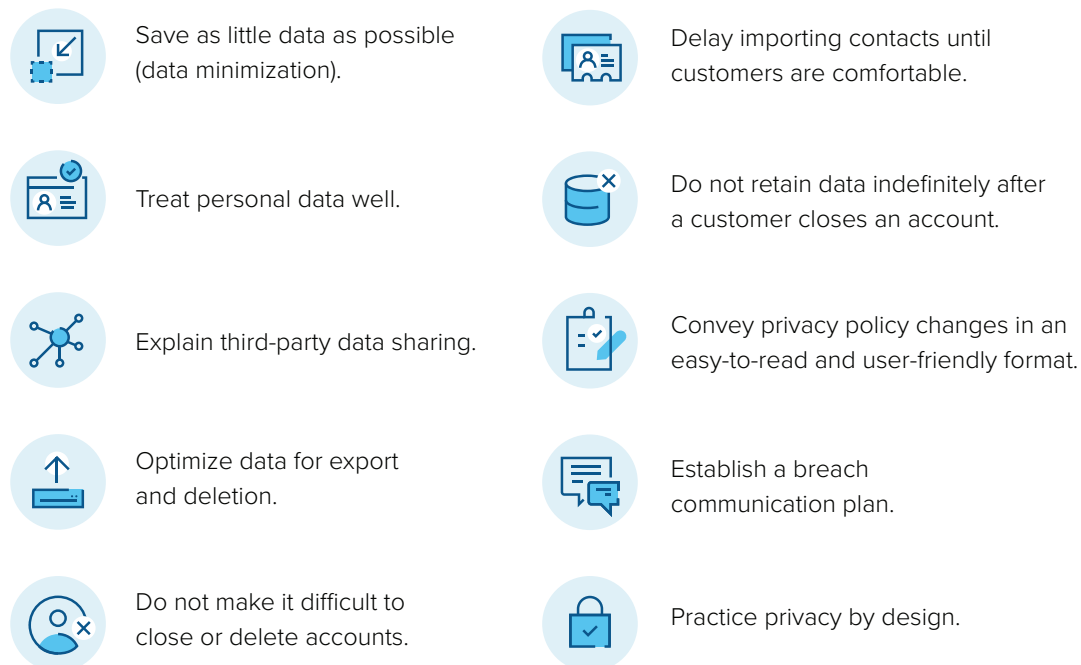 Save as little data as possible
(data minimization).
Treat personal data well.
Explain third-party data sharing.
Optimize data for export
and deletion.
Do not make it difficult to
close or delete accounts.
Delay importing contacts until
customers are comfortable.
Do not retain data indefinitely after
a customer closes an account.
Convey privacy policy changes in an
easy-to-read and user-friendly format.
Establish a breach
communication plan.
Practice privacy by design.